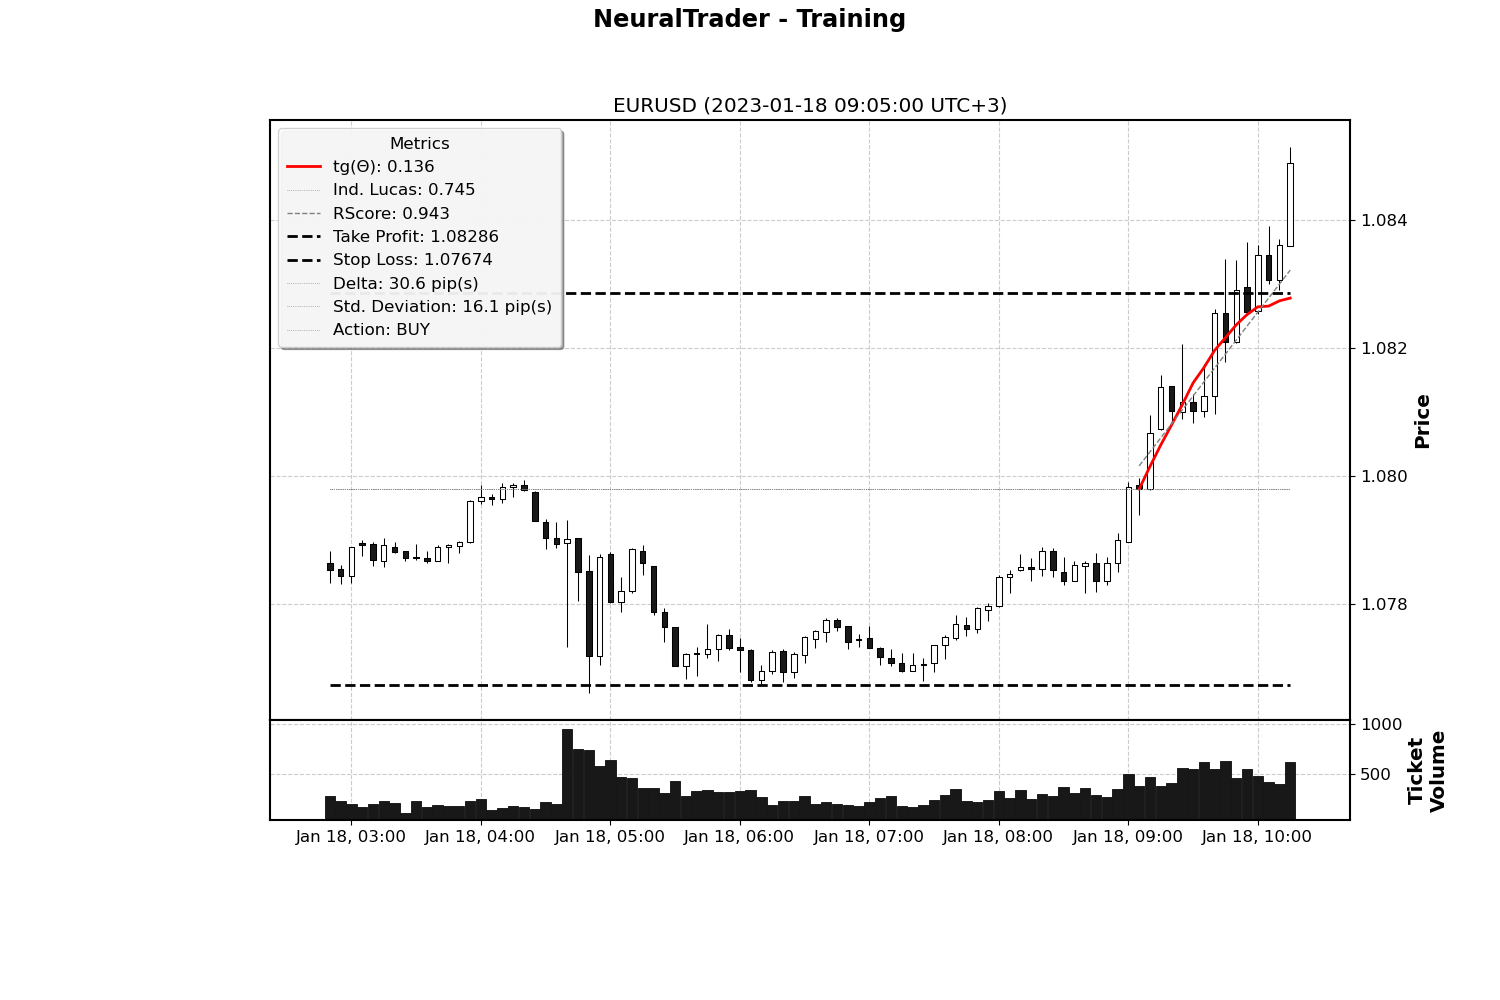 NeuralTrader - Training
EURUSD (2023-01-18 09:05:00 UTC+3)
Metrics
tg(Θ): 0.136
Ind. Lucas: 0.745
RScore: 0.943
Take Profit: 1.08286
Stop Loss: 1.07674
Delta: 30.6 pip(s)
Std. Deviation: 16.1 pip(s)
Action: BUY
1.084
1.082
1.080
1.078
Price
1000
500
Ticket
Volume
Jan 18, 03:00
Jan 18, 04:00
Jan 18, 05:00
Jan 18, 06:00
Jan 18, 07:00
Jan 18, 08:00
Jan 18, 09:00
Jan 18, 10:00